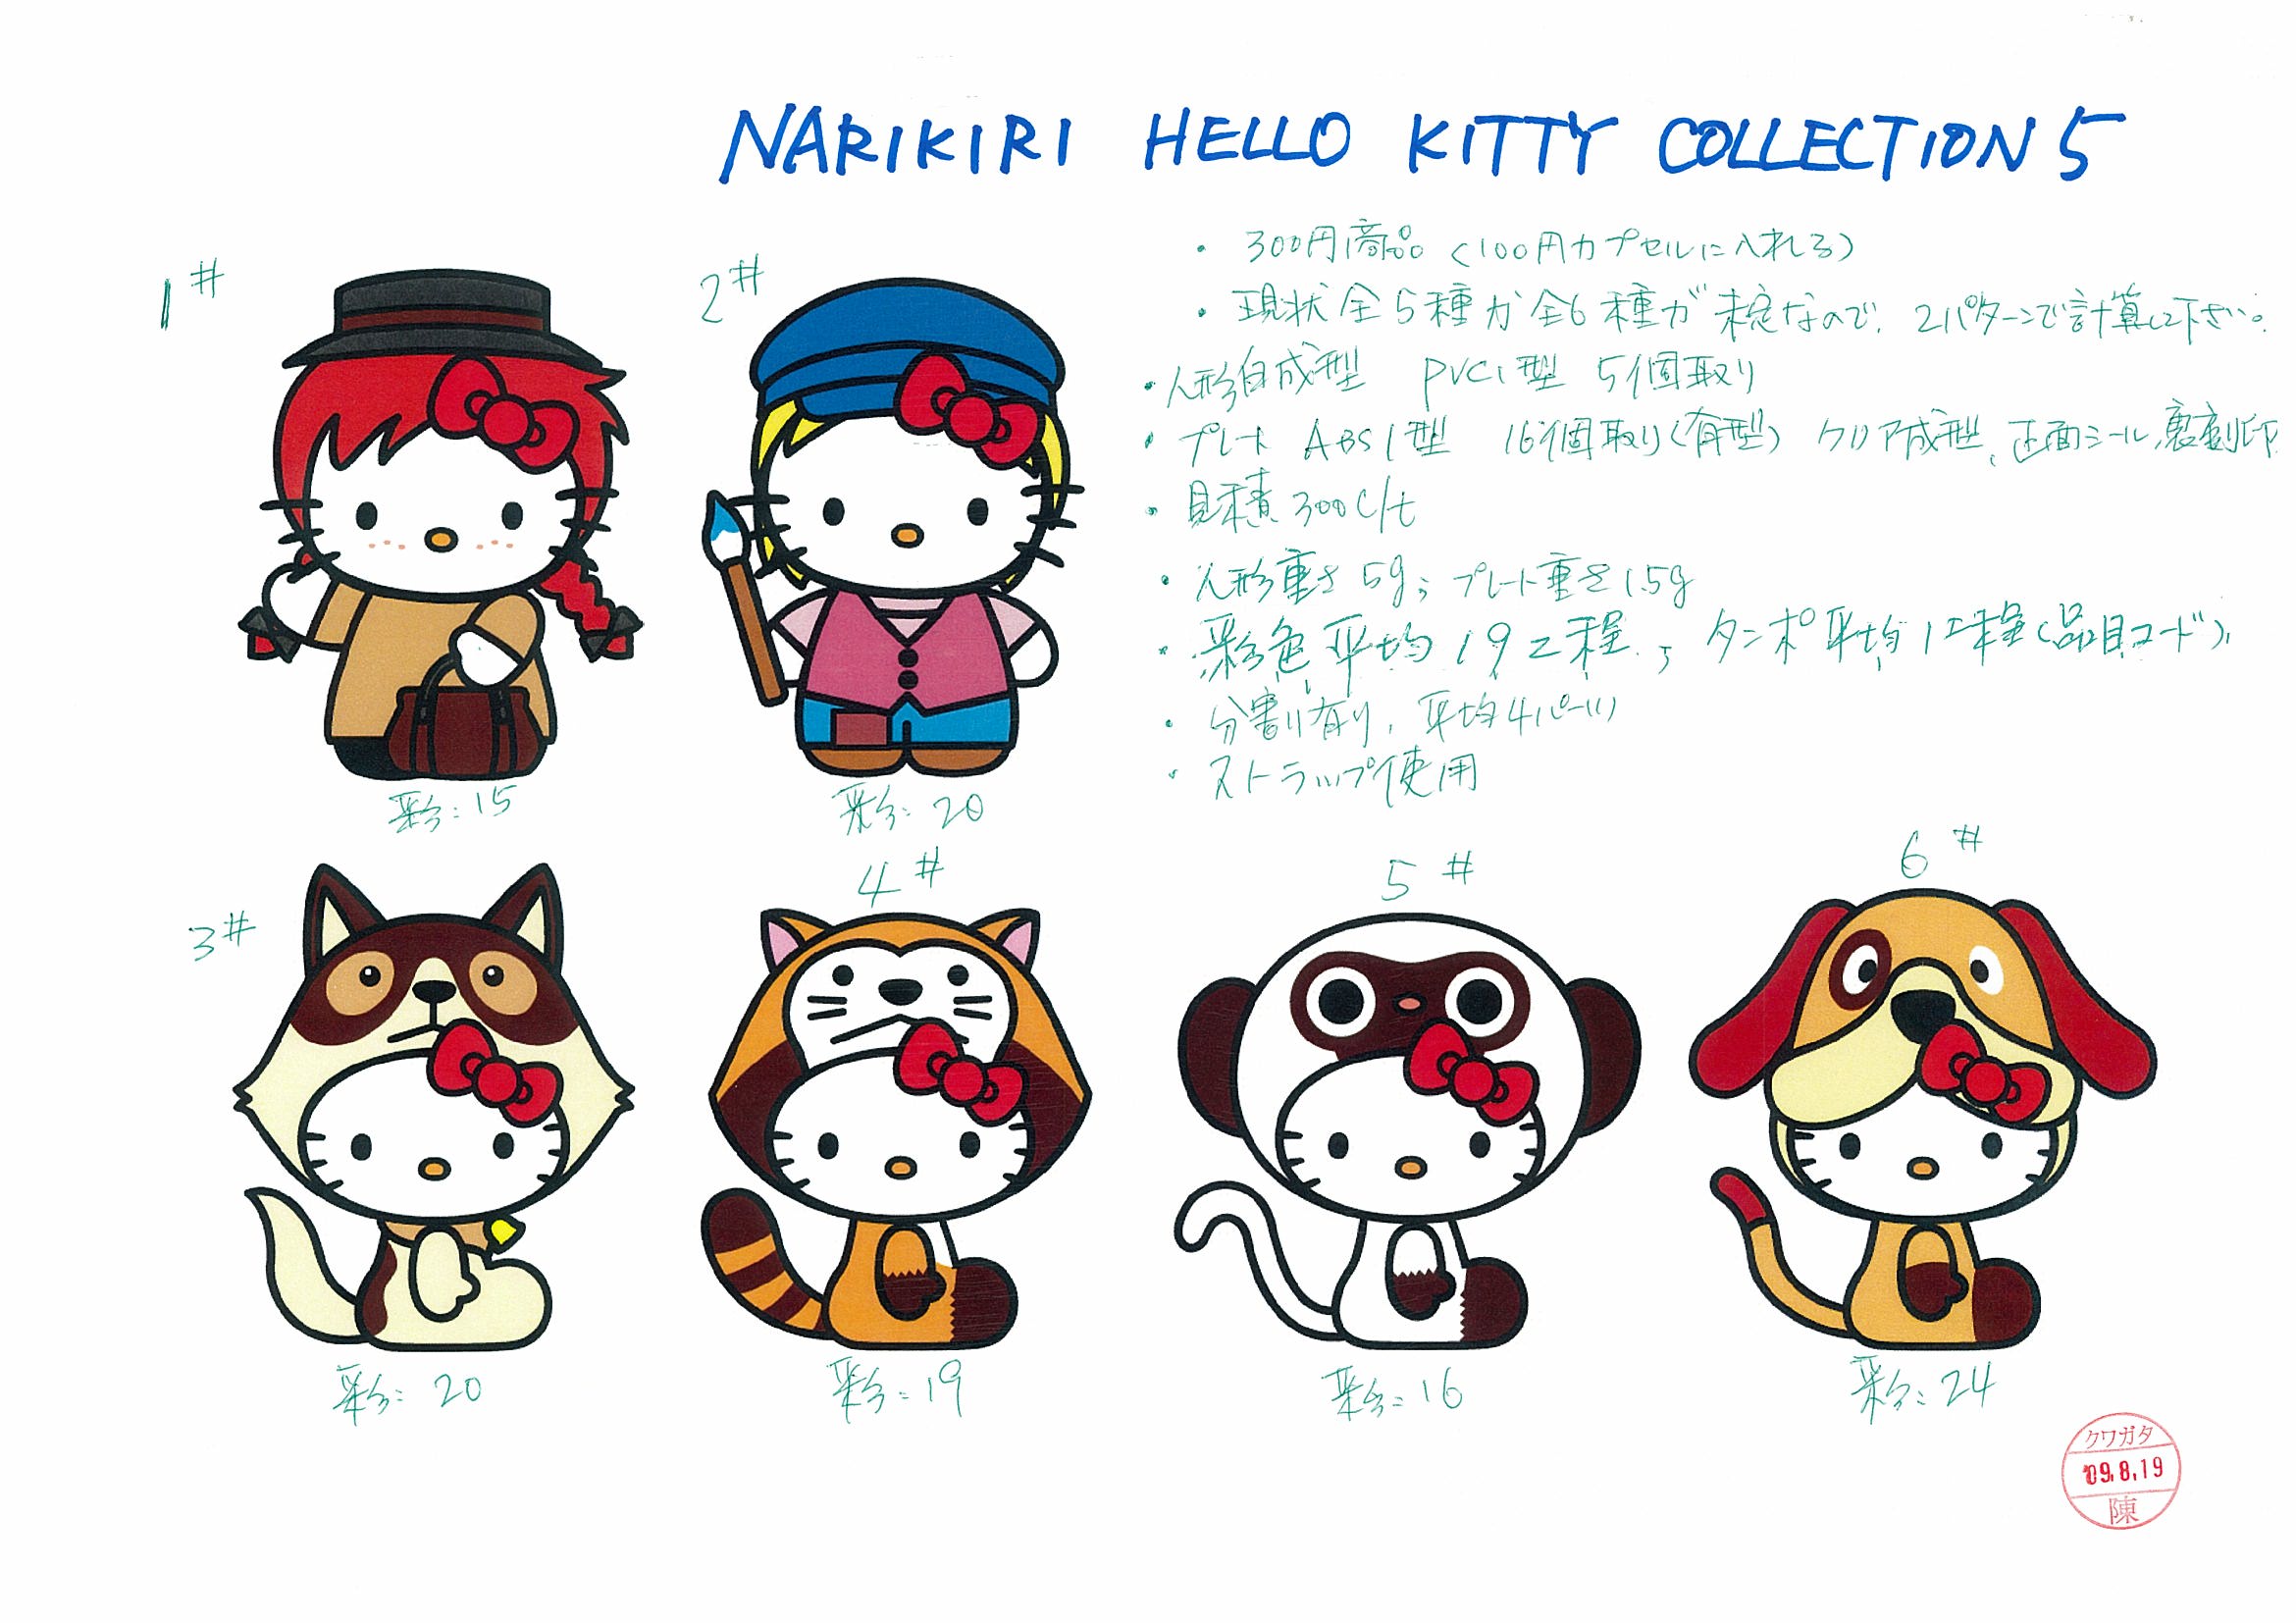 NARIKIRI HELLO KITTY COLLECTION 5
・300円商品(100円カプセルに入れる)
・現状全5種か全6種が未定なので、2パターンで計算して下さい。
・人形自成型 PVC1型 5個取り
・プレート ABS1型 16個取り(有型) クリア成型、正面シール、裏刻印
・見積300C/t
・人形重さ5g; プレート重さ1.5g
・彩色平均19工程, タンポ平均1工程(品目コード),
・分割り有り, 平均4パーツ
・ストラップ使用
1#
2#
彩:15
彩:20
3#
4#
5#
6#
彩:20
彩:19
彩:16
彩:24
クワガタ
'09.8.19
陳